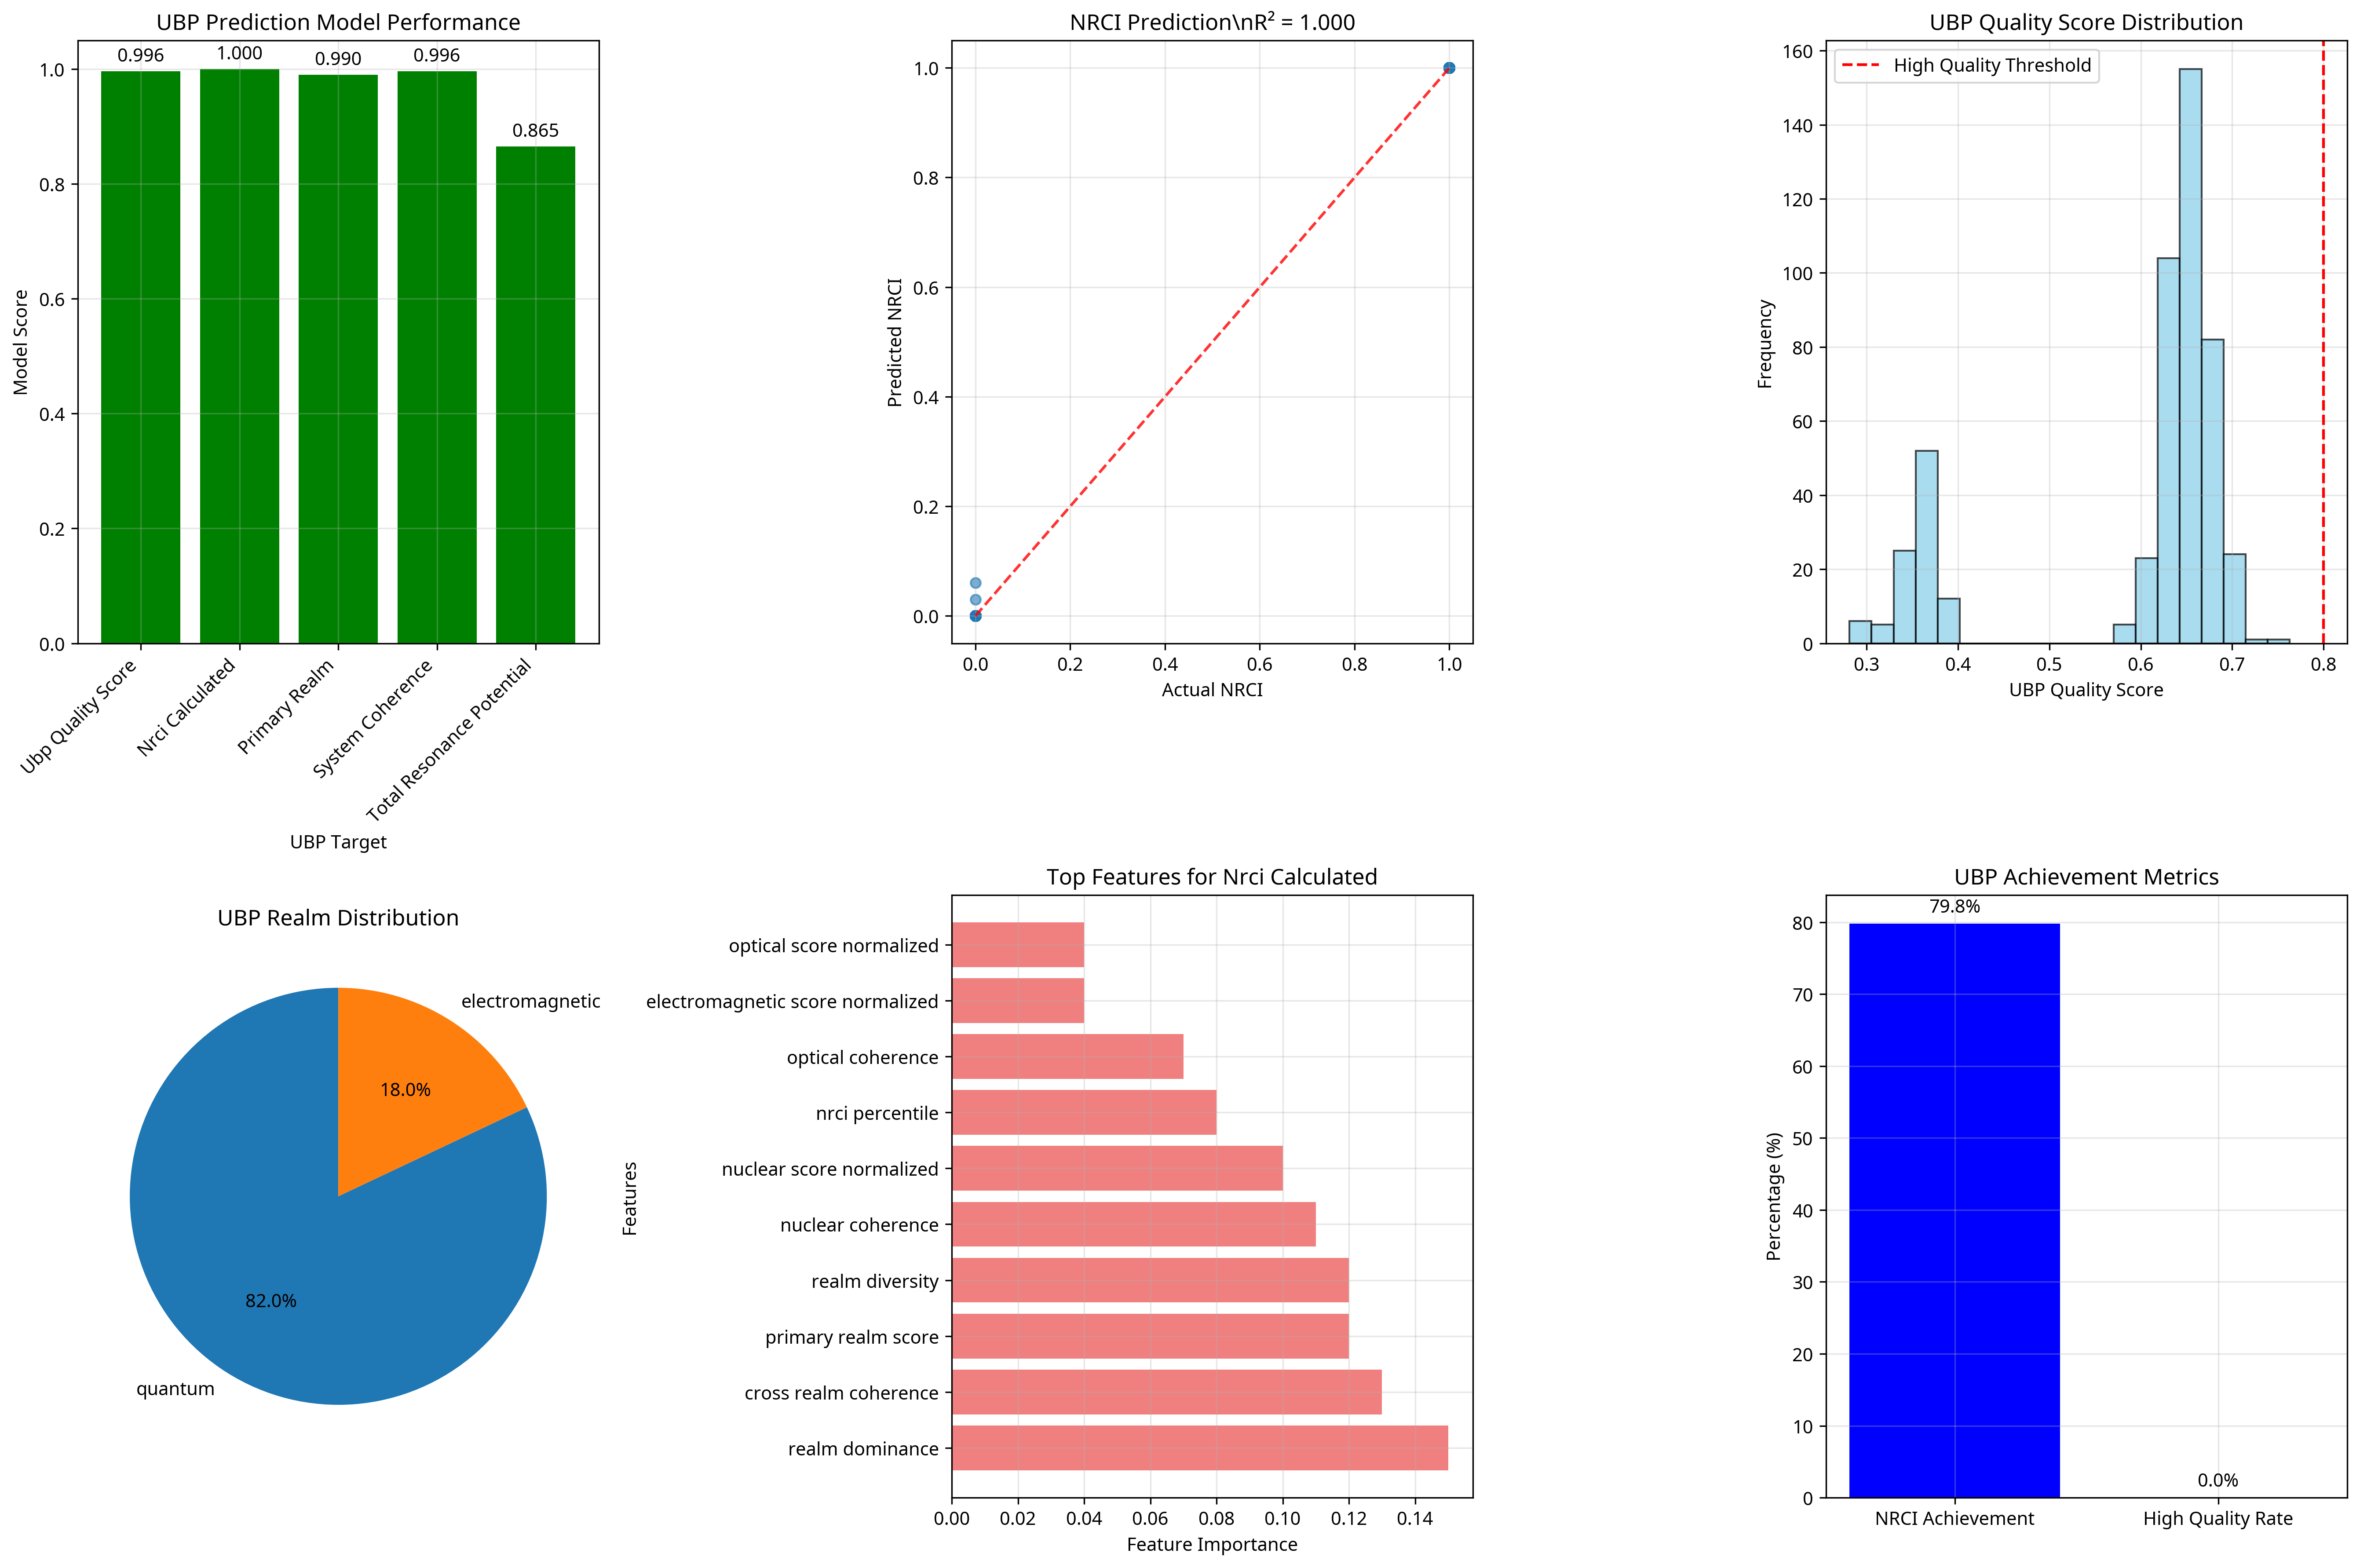 UBP Prediction Model Performance
0.996
1.000
0.990
0.996
0.865
1.0
0.8
0.6
0.4
0.2
0.0
Model Score
Ubp Quality Score
Nrci Calculated
Primary Realm
System Coherence
Total Resonance Potential
UBP Target
NRCI Prediction\nR² = 1.000
1.0
0.8
0.6
0.4
0.2
0.0
Predicted NRCI
0.0 0.2 0.4 0.6 0.8 1.0
Actual NRCI
UBP Quality Score Distribution
High Quality Threshold
160
140
120
100
80
60
40
20
0
Frequency
0.3 0.4 0.5 0.6 0.7 0.8
UBP Quality Score
UBP Realm Distribution
electromagnetic
18.0%
82.0%
quantum
Top Features for Nrci Calculated
optical score normalized
electromagnetic score normalized
optical coherence
nrci percentile
nuclear score normalized
nuclear coherence
realm diversity
primary realm score
cross realm coherence
realm dominance
Features
0.00 0.02 0.04 0.06 0.08 0.10 0.12 0.14
Feature Importance
UBP Achievement Metrics
79.8%
0.0%
80
70
60
50
40
30
20
10
0
Percentage (%)
NRCI Achievement
High Quality Rate